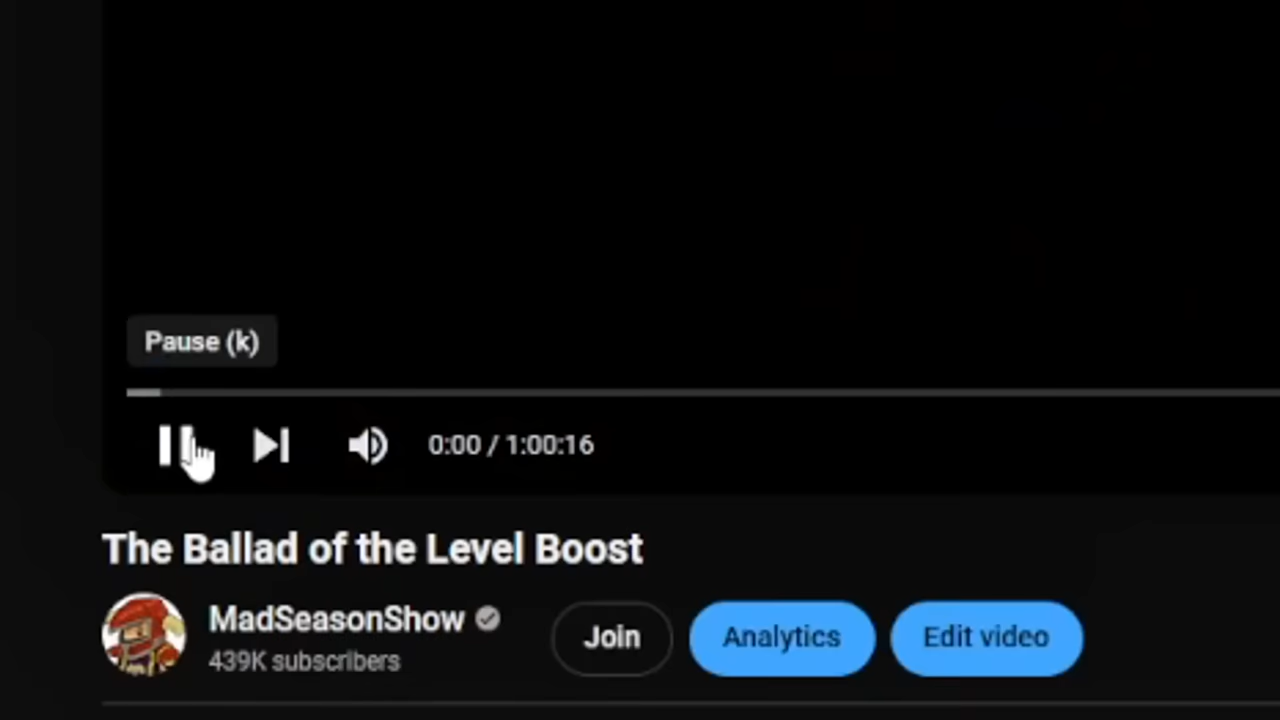 Pause (k)
0:00 / 1:00:16
The Ballad of the Level Boost
MadSeasonShow
439K subscribers
Join
Analytics
Edit video